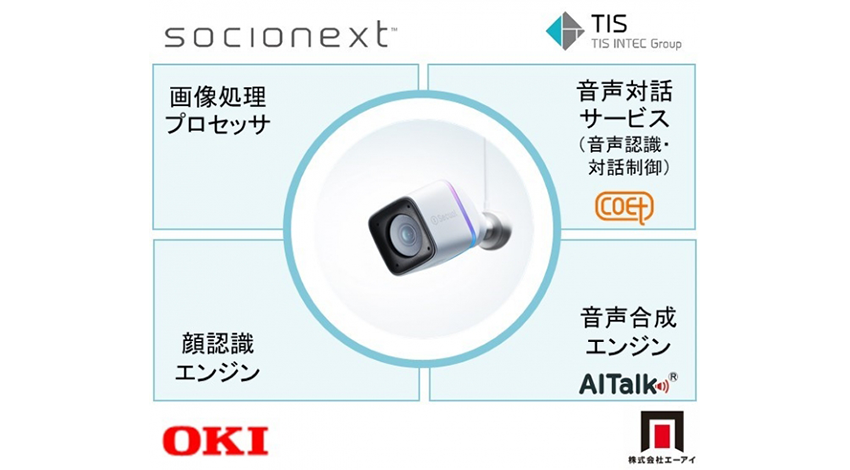 socionext™
TIS
TIS INTEC Group
画像処理
プロセッサ
音声対話
サービス
（音声認識・
対話制御）
COET
顔認識
エンジン
音声合成
エンジン
AITalk®
OKI
株式会社エーアイ